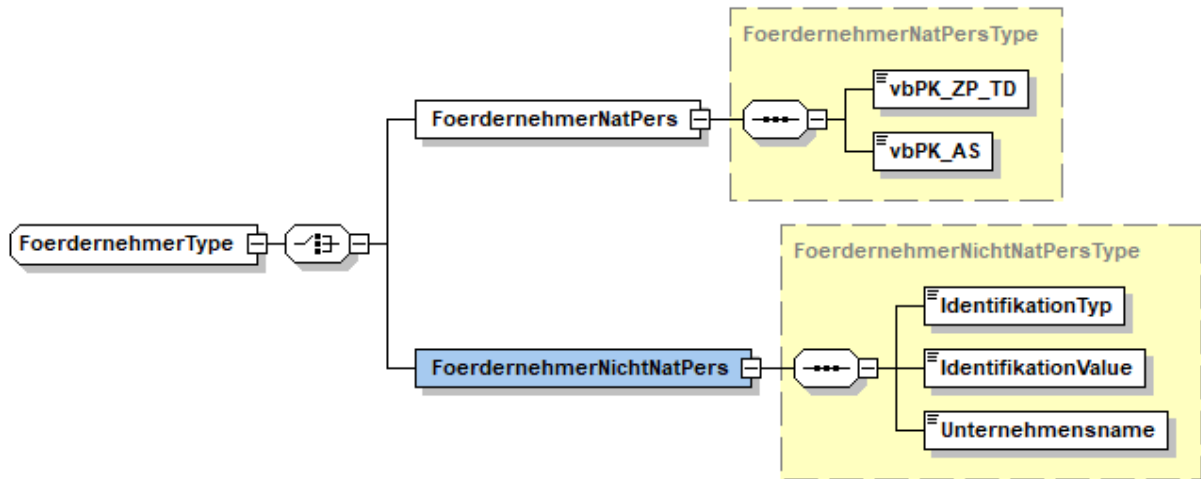 FoerdernehmerNatPersType
vbPK_ZP_TD
FoerdernehmerNatPers
vbPK_AS
FoerdernehmerType
FoerdernehmerNichtNatPersType
IdentifikationTyp
FoerdernehmerNichtNatPers
IdentifikationValue
Unternehmensname